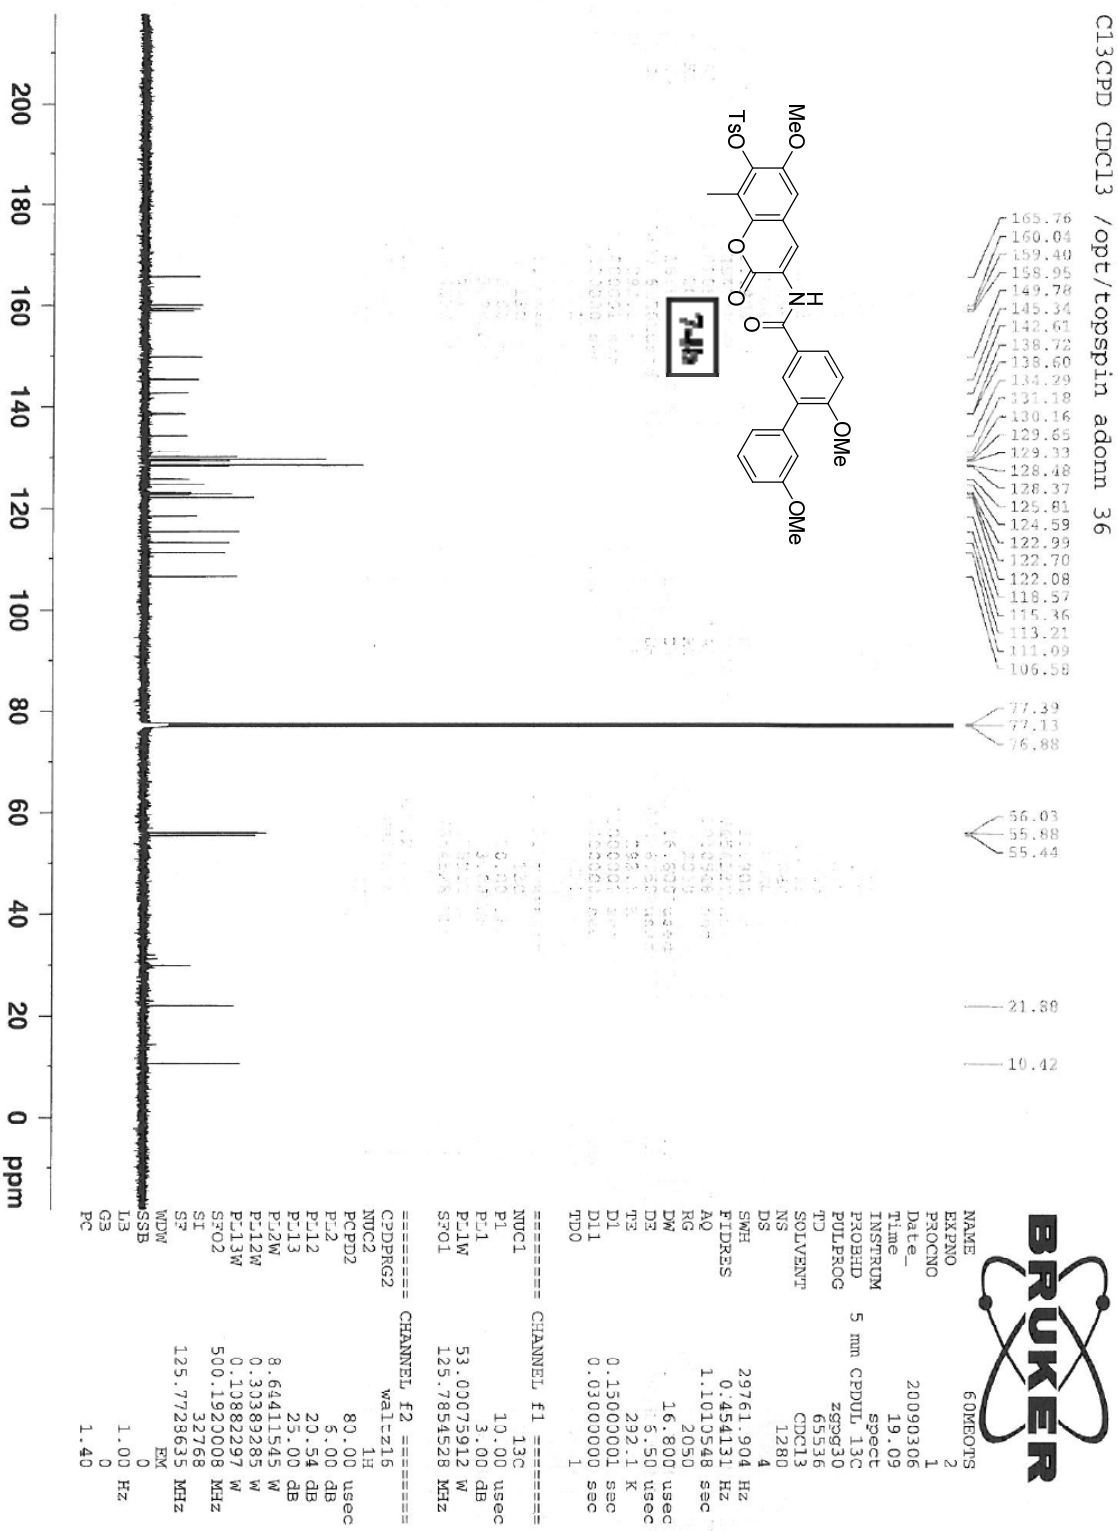 C13CPD CDCl3 /opt/topspin adonn 36
165.76
160.04
159.40
158.95
149.78
145.34
142.61
138.72
138.60
134.29
131.18
130.16
129.65
129.33
128.48
128.37
125.81
124.59
122.99
122.70
122.08
118.57
115.36
113.21
111.09
106.58
77.39
77.13
76.88
56.03
55.88
55.44
21.88
10.42
MeO
TsO
O
O
H
N
O
OMe
OMe
200 180 160 140 120 100 80 60 40 20 0 ppm
BRUKER
NAME 6OMEOTS
EXPNO 2
PROCNO 1
Date_ 20090306
Time 19.09
INSTRUM spect
PROBHD 5 mm CPDUL 13C
PULPROG zgpg30
TD 65536
SOLVENT CDCl3
NS 1280
DS 4
SWH 29761.904 Hz
FIDRES 0.454131 Hz
AQ 1.1010548 sec
RG 2050
DW 16.800 usec
DE 6.50 usec
TE 292.1 K
D1 0.15000001 sec
D11 0.03000000 sec
TD0 1
======== CHANNEL f1 ========
NUC1 13C
P1 10.00 usec
PL1 3.00 dB
PL1W 53.00075912 W
SFO1 125.7854528 MHz
======== CHANNEL f2 ========
CPDPRG2 waltz16
NUC2 1H
PCPD2 80.00 usec
PL2 6.00 dB
PL12 20.54 dB
PL13 25.00 dB
PL2W 8.64411545 W
PL12W 0.30389285 W
PL13W 0.10882297 W
SFO2 500.1920008 MHz
SI 32768
SF 125.7728635 MHz
WDW EM
SSB 0
LB 1.00 Hz
GB 0
PC 1.40